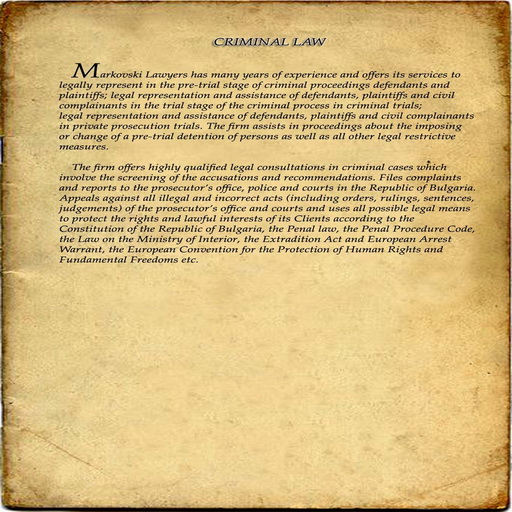 CRIMINAL LAW
Markovski Lawyers has many years of experience and offers its services to
legally represent in the pre-trial stage of criminal proceedings defendants and
plaintiffs; legal representation and assistance of defendants, plaintiffs and civil
complainants in the trial stage of the criminal process in criminal trials;
legal representation and assistance of defendants, plaintiffs and civil complainants
in private prosecution trials. The firm assists in proceedings about the imposing
or change of a pre-trial detention of persons as well as all other legal restrictive
measures.
The firm offers highly qualified legal consultations in criminal cases which
involve the screening of the accusations and recommendations. Files complaints
and reports to the prosecutor's office, police and courts in the Republic of Bulgaria.
Appeals against all illegal and incorrect acts (including orders, rulings, sentences,
judgements) of the prosecutor's office and courts and uses all possible legal means
to protect the rights and lawful interests of its Clients according to the
Constitution of the Republic of Bulgaria, the Penal law, the Penal Procedure Code,
the Law on the Ministry of Interior, the Extradition Act and European Arrest
Warrant, the European Convention for the Protection of Human Rights and
Fundamental Freedoms etc.